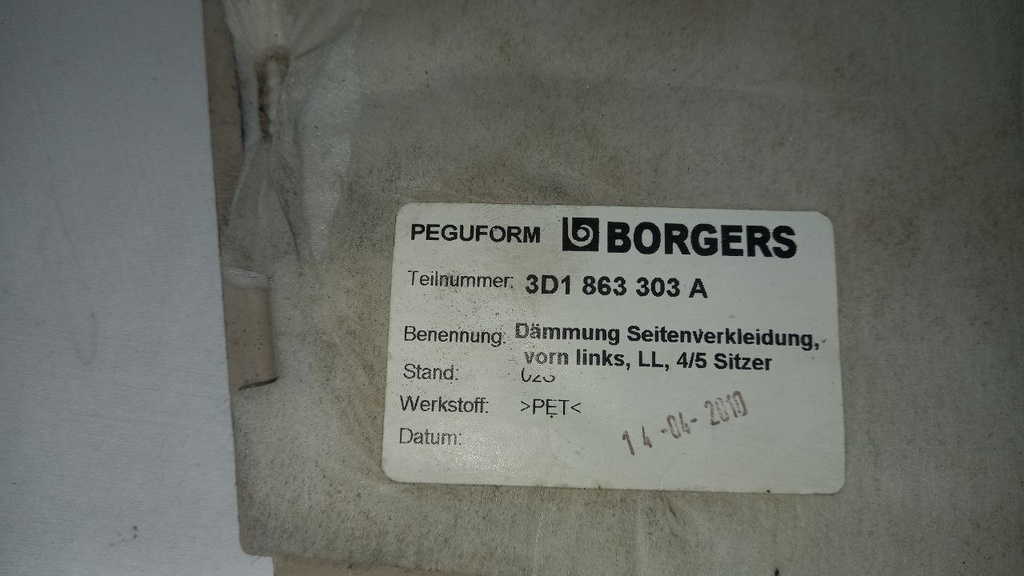 PEGUFORM BORGERS
Teilnummer: 3D1 863 303 A
Benennung: Dämmung Seitenverkleidung,
vorn links, LL, 4/5 Sitzer
Stand:
Werkstoff: >PET<
Datum: 14-04-2010